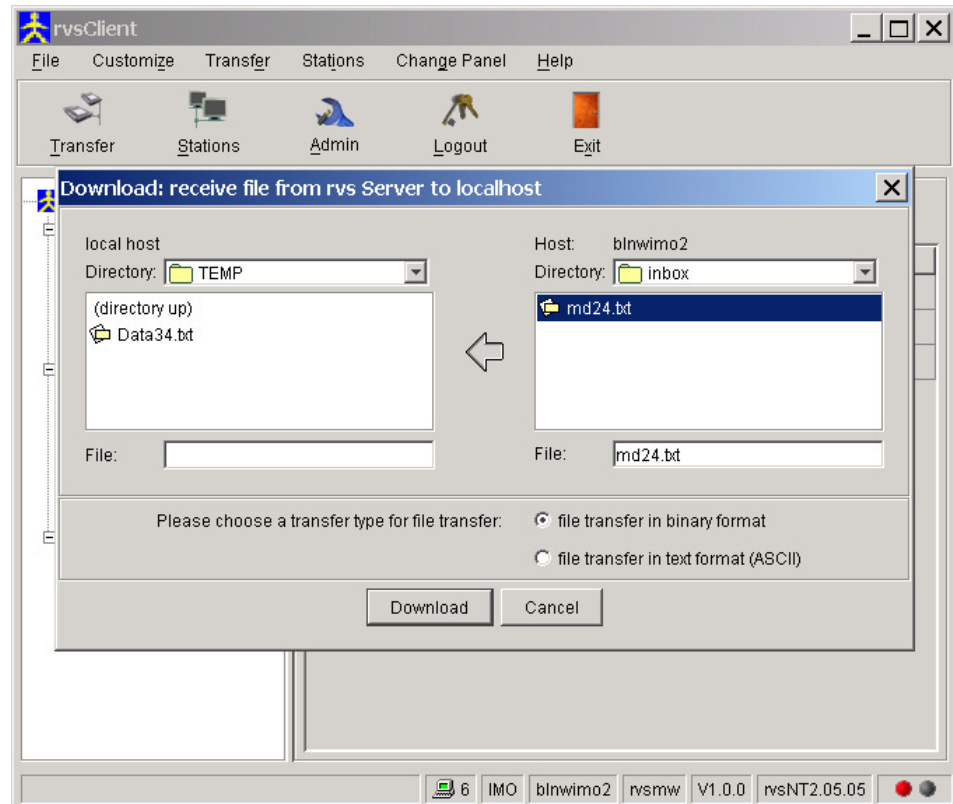 rvsClient
File Customize Transfer Stations Change Panel Help
Transfer Stations Admin Logout Exit
Download: receive file from rvs Server to localhost
local host
Directory: TEMP
(directory up)
Data34.txt
File:
Host: blnwimo2
Directory: inbox
md24.txt
File: md24.txt
Please choose a transfer type for file transfer:
file transfer in binary format
file transfer in text format (ASCII)
Download Cancel
6 IMO blnwimo2 rvsmw V1.0.0 rvsNT2.05.05